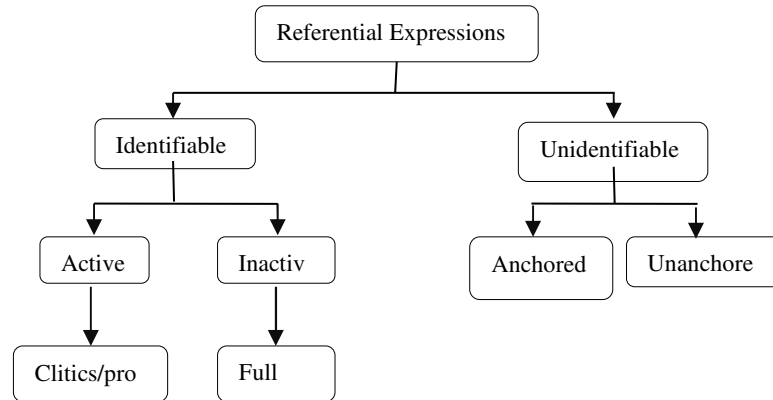 Referential Expressions
Identifiable
Unidentifiable
Active
Inactiv
Anchored
Unanchore
Clitics/pro
Full